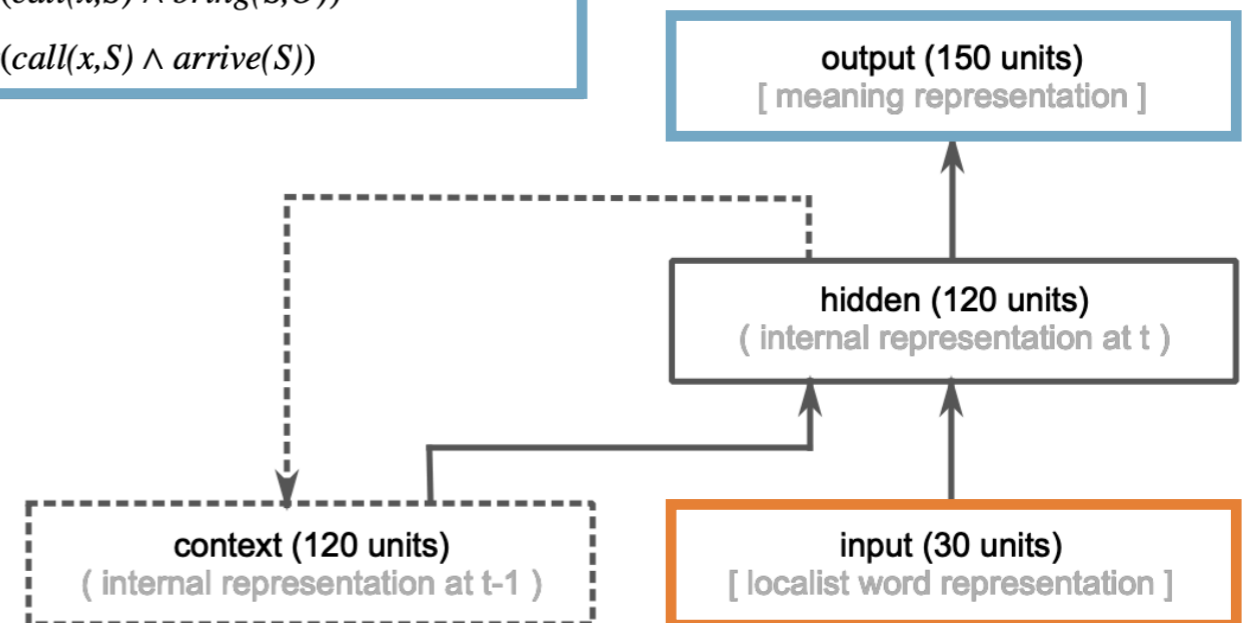 (call(x,S) ∧ arrive(S))
output (150 units)
[ meaning representation ]
hidden (120 units)
( internal representation at t )
context (120 units)
( internal representation at t-1 )
input (30 units)
[ localist word representation ]